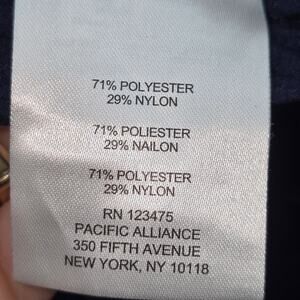 71% POLYESTER
29% NYLON
71% POLIESTER
29% NAILON
71% POLYESTER
29% NYLON
RN 123475
PACIFIC ALLIANCE
350 FIFTH AVENUE
NEW YORK, NY 10118